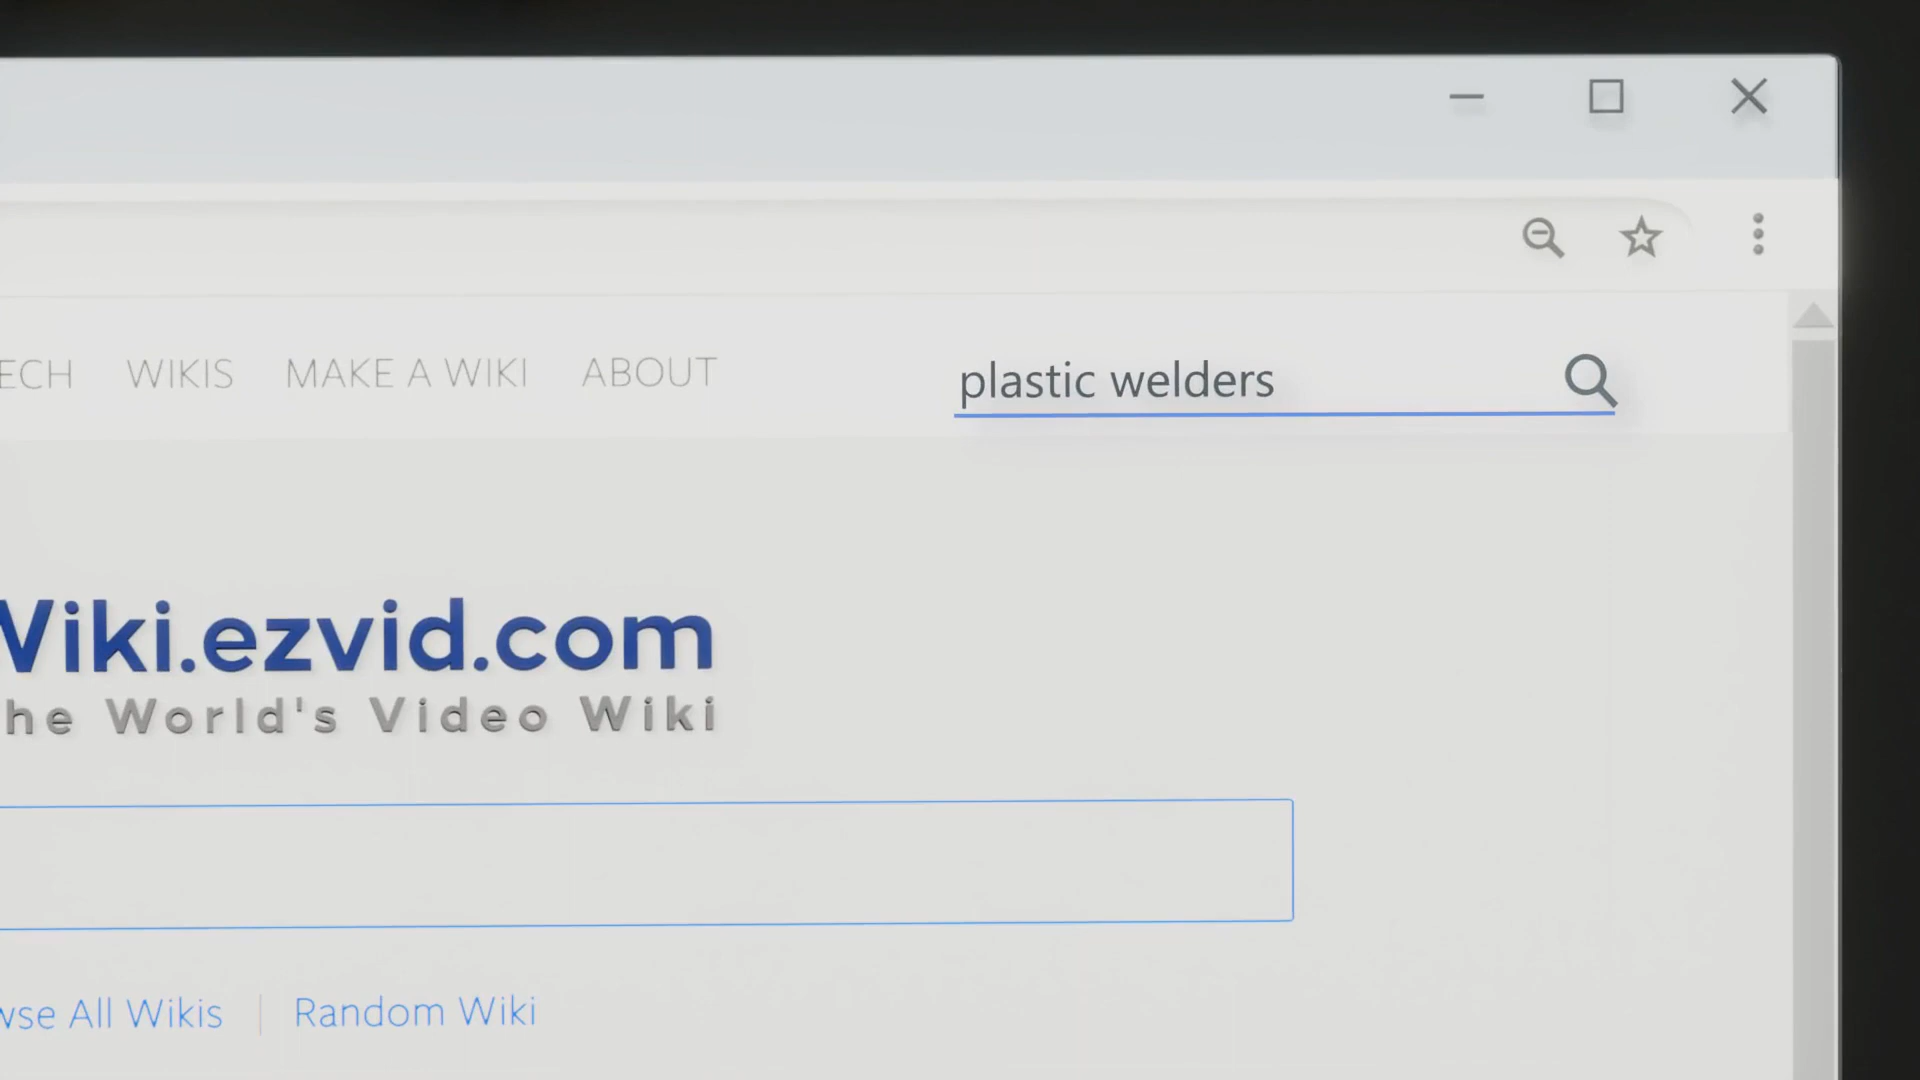 ECH WIKIS MAKE A WIKI ABOUT
plastic welders
Wiki.ezvid.com
he World's Video Wiki
wse All Wikis | Random Wiki